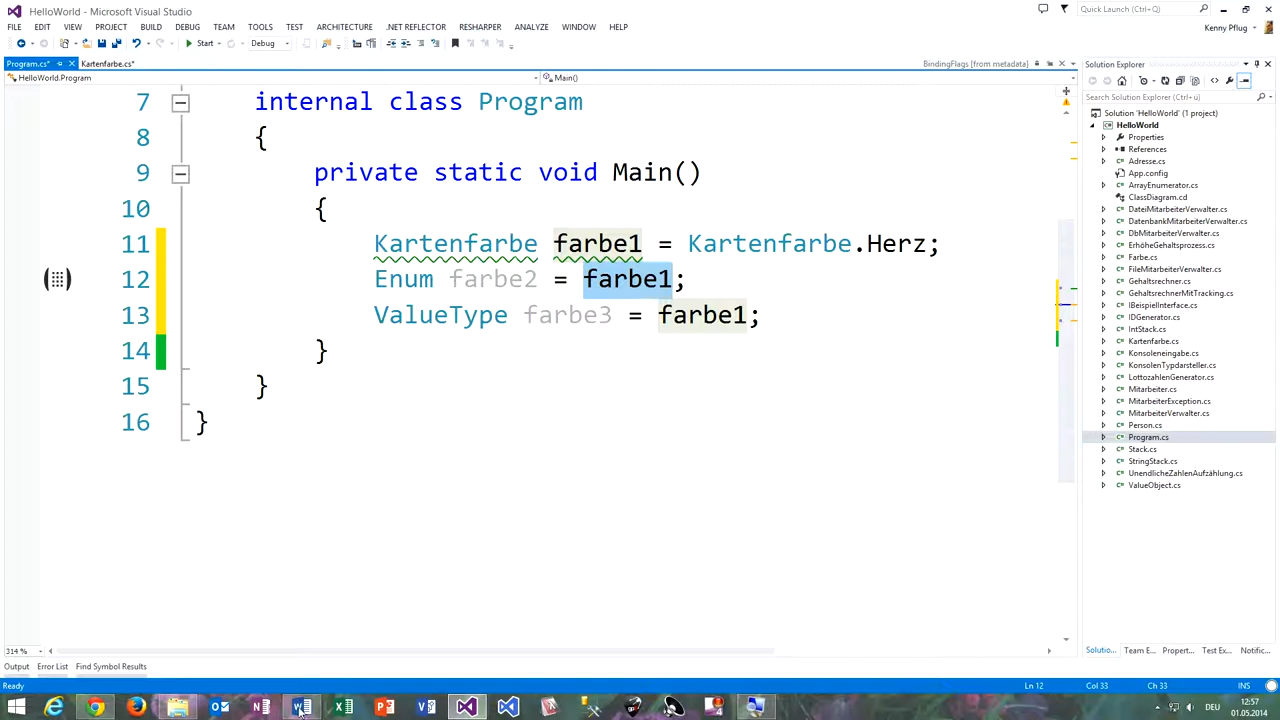 HelloWorld - Microsoft Visual Studio
Quick Launch (Ctrl+Q)
FILE EDIT VIEW PROJECT BUILD DEBUG TEAM TOOLS TEST ARCHITECTURE .NET REFLECTOR RESHARPER ANALYZE WINDOW HELP
Kenny Pflug
Start Debug
Program.cs* Kartenfarbe.cs*
BindingFlags [from metadata]
HelloWorld.Program
Main()
7 internal class Program
8 {
9 private static void Main()
10 {
11 Kartenfarbe farbe1 = Kartenfarbe.Herz;
12 Enum farbe2 = farbe1;
13 ValueType farbe3 = farbe1;
14 }
15 }
16 }
314 %
Output Error List Find Symbol Results
Solution Explorer
Search Solution Explorer (Ctrl+ü)
Solution 'HelloWorld' (1 project)
HelloWorld
Properties
References
Adresse.cs
App.config
ArrayEnumerator.cs
ClassDiagram.cd
DateiMitarbeiterVerwalter.cs
DatenbankMitarbeiterVerwalter.cs
DbMitarbeiterVerwalter.cs
ErhöheGehaltsprozess.cs
Farbe.cs
FileMitarbeiterVerwalter.cs
Gehaltsrechner.cs
GehaltsrechnerMitTracking.cs
IBeispielInterface.cs
IDGenerator.cs
IntStack.cs
Kartenfarbe.cs
Konsoleneingabe.cs
KonsolenTypdarsteller.cs
LottozahlenGenerator.cs
Mitarbeiter.cs
MitarbeiterException.cs
MitarbeiterVerwalter.cs
Person.cs
Program.cs
Stack.cs
StringStack.cs
UnendlicheZahlenAufzählung.cs
ValueObject.cs
Solutio... Team E... Propert... Test Ex... Notific...
Ready
Ln 12 Col 33 Ch 33 INS
DEU
12:57
01.05.2014